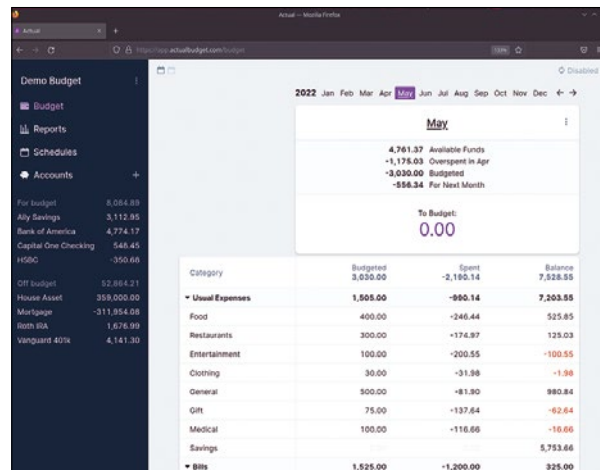 Actual — Mozilla Firefox
Actual
https://app.actualbudget.com/budget
Demo Budget
Disabled
2022 Jan Feb Mar Apr May Jun Jul Aug Sep Oct Nov Dec
Budget
Reports
Schedules
Accounts
May
4,761.37 Available Funds
-1,175.03 Overspent in Apr
-3,030.00 Budgeted
-556.34 For Next Month
To Budget:
0.00
For budget 8,084.89
Ally Savings 3,112.85
Bank of America 4,774.17
Capital One Checking 548.45
HSBC -350.68
Off budget 52,864.21
House Asset 359,000.00
Mortgage -311,954.08
Roth IRA 1,676.99
Vanguard 401k 4,141.30
Category Budgeted Spent Balance
3,030.00 -2,190.14 7,528.55
Usual Expenses 1,505.00 -990.14 7,203.55
Food 400.00 -246.44 525.85
Restaurants 300.00 -174.97 125.03
Entertainment 100.00 -200.55 -100.55
Clothing 30.00 -31.98 -1.98
General 500.00 -81.90 980.84
Gift 75.00 -137.64 -62.64
Medical 100.00 -116.66 -16.66
Savings 5,753.66
Bills 1,525.00 -1,200.00 325.00